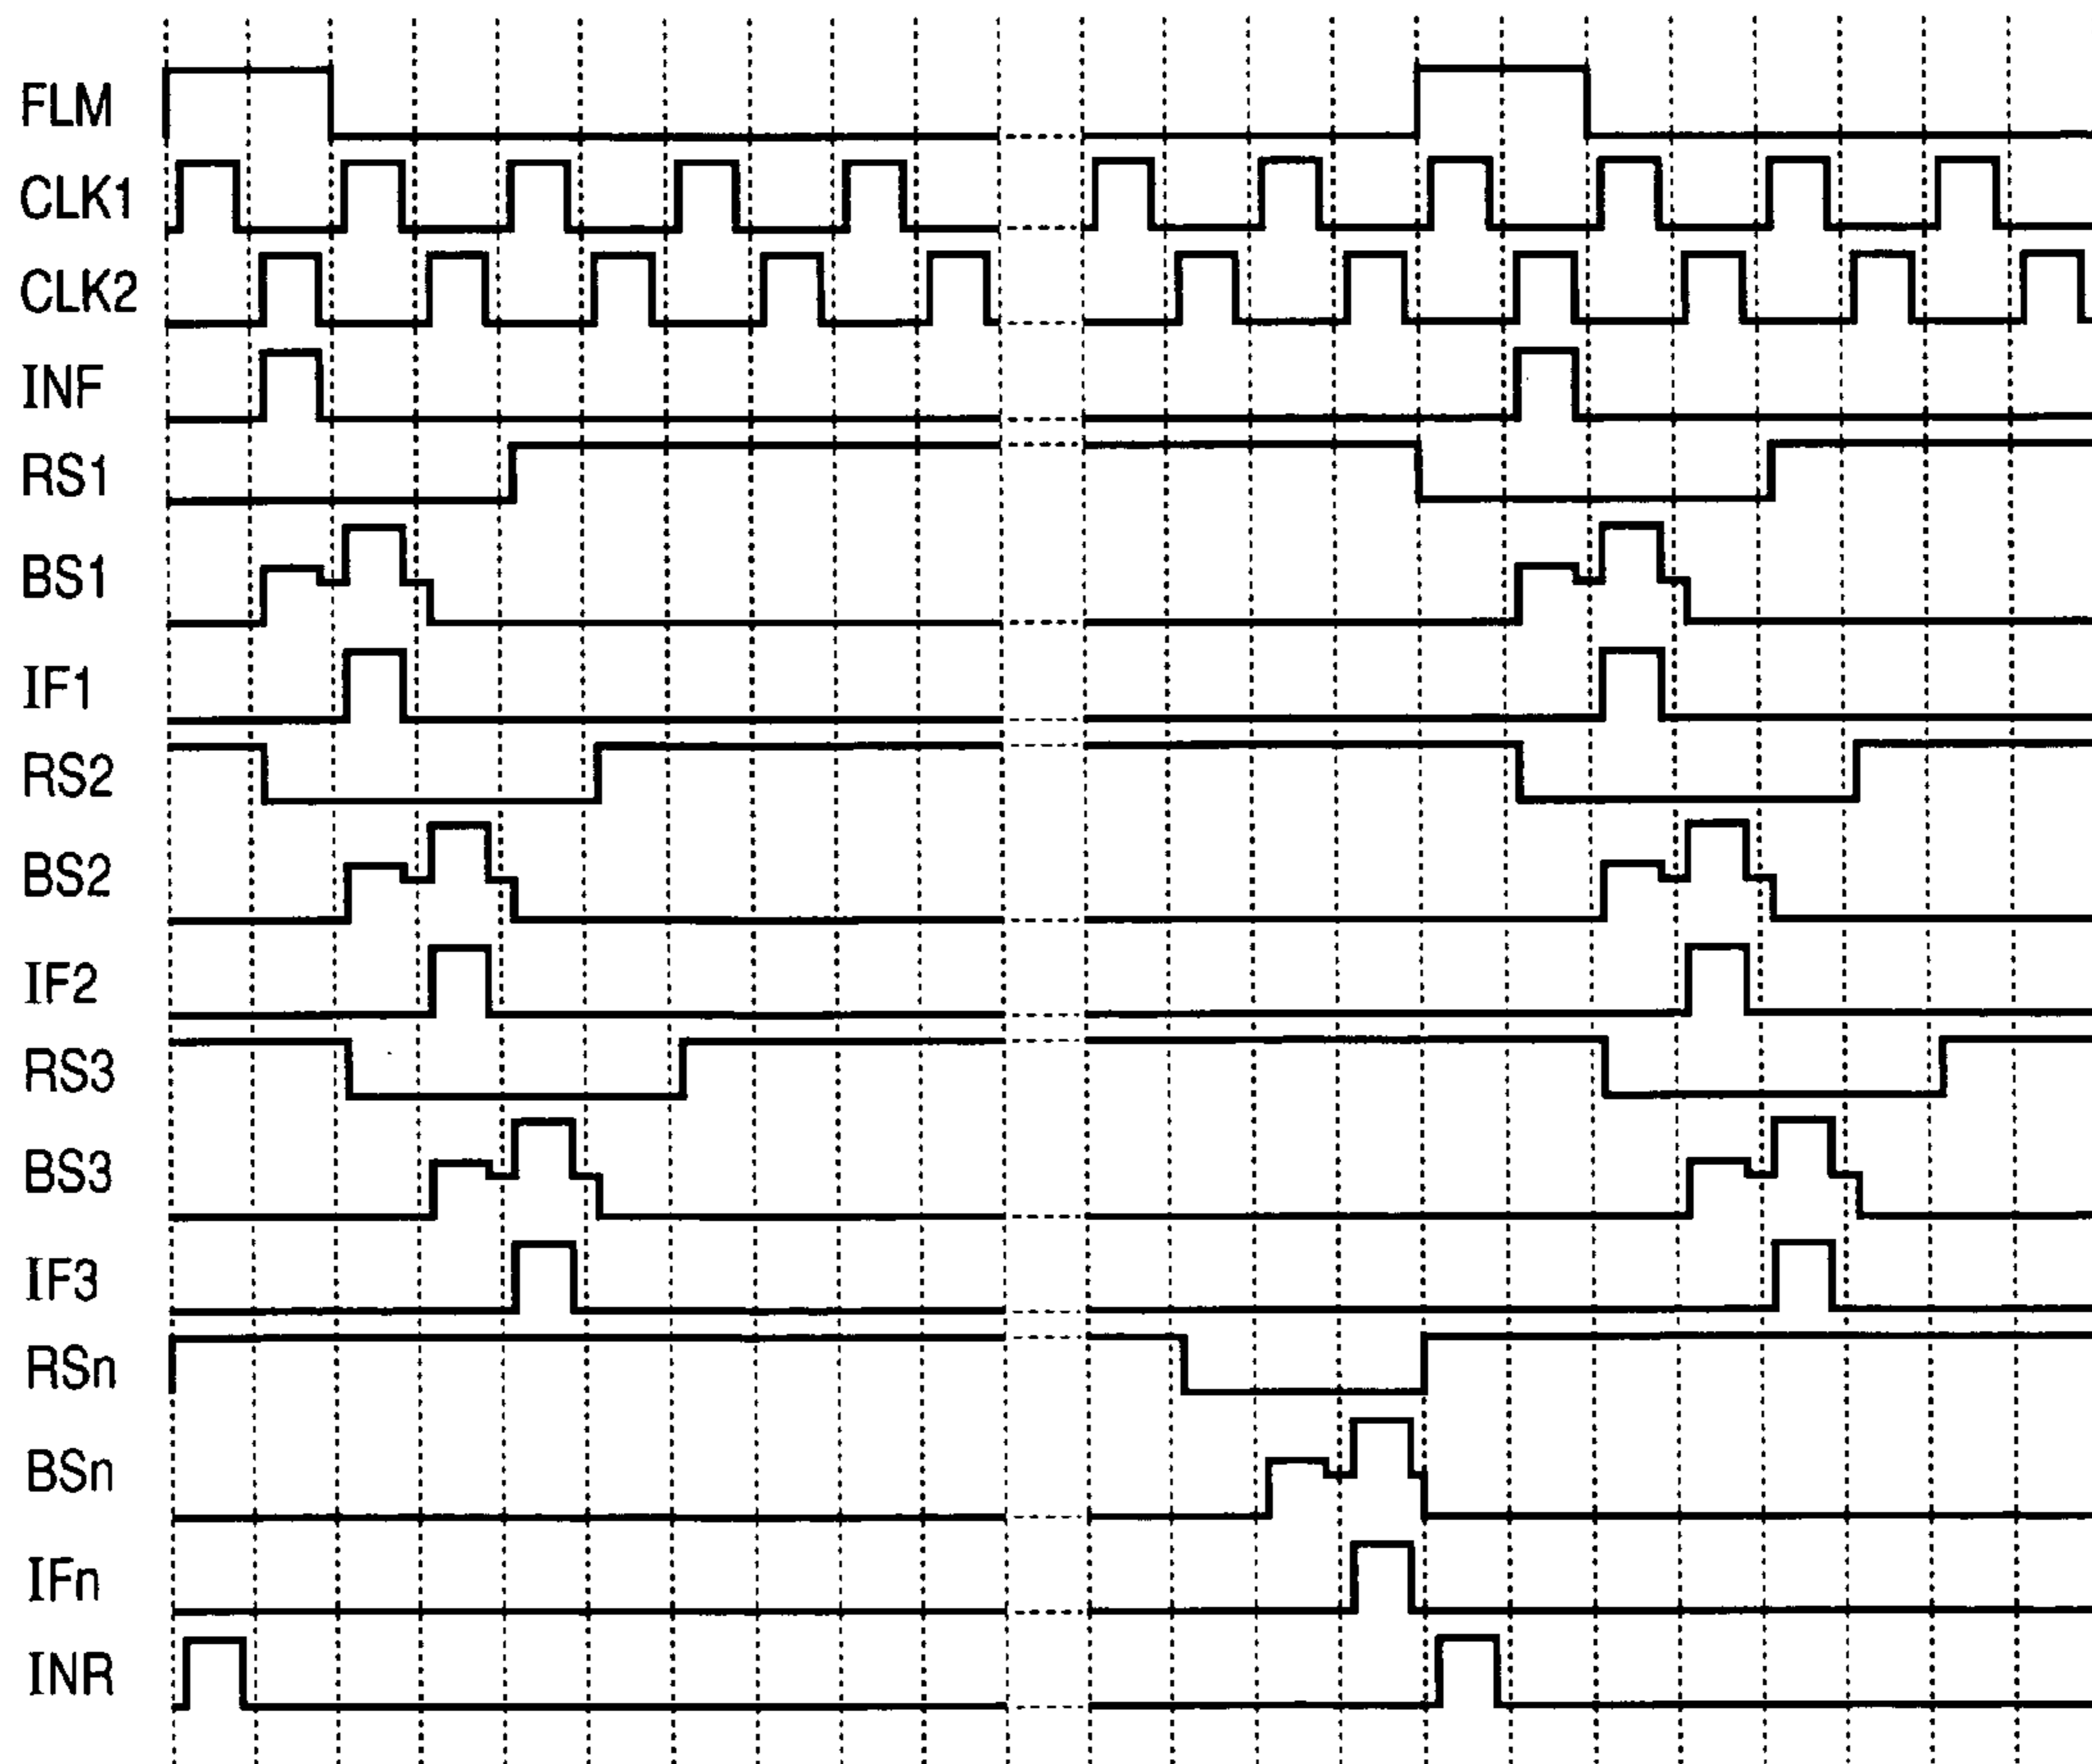 FLM
CLK1
CLK2
INF
RS1
BS1
IF1
RS2
BS2
IF2
RS3
BS3
IF3
RSn
BSn
IFn
INR